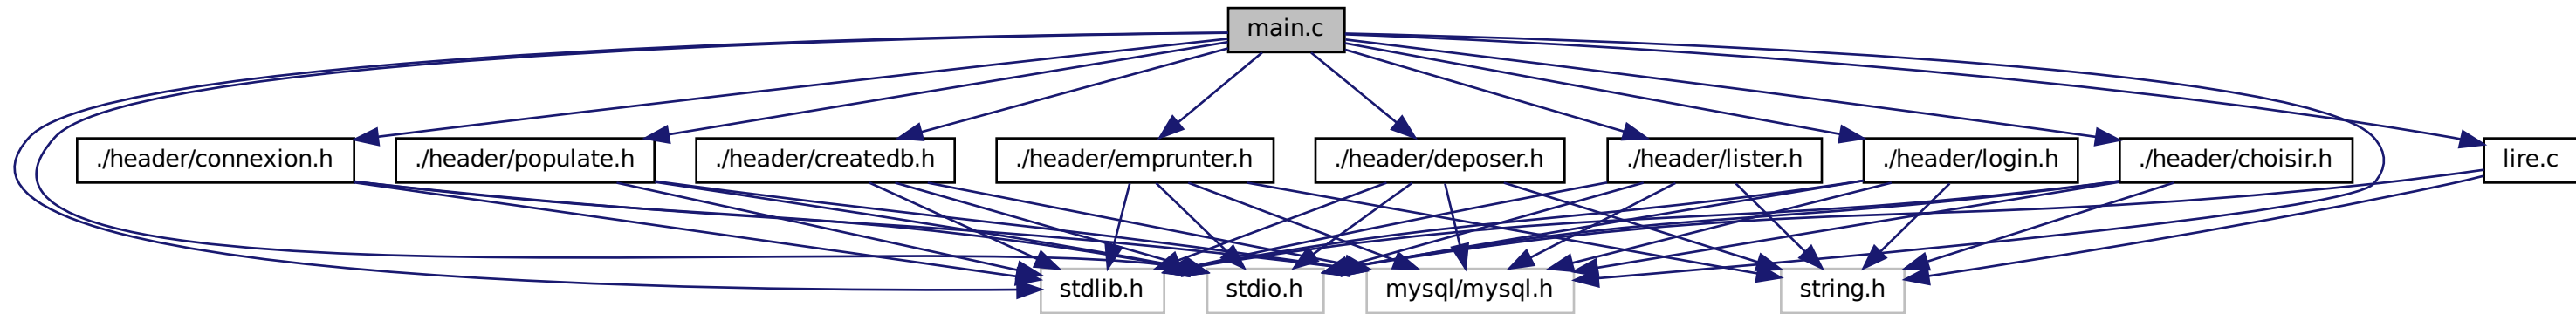 main.c
./header/connexion.h
./header/populate.h
./header/createdb.h
./header/emprunter.h
./header/deposer.h
./header/lister.h
./header/login.h
./header/choisir.h
lire.c
stdlib.h
stdio.h
mysql/mysql.h
string.h